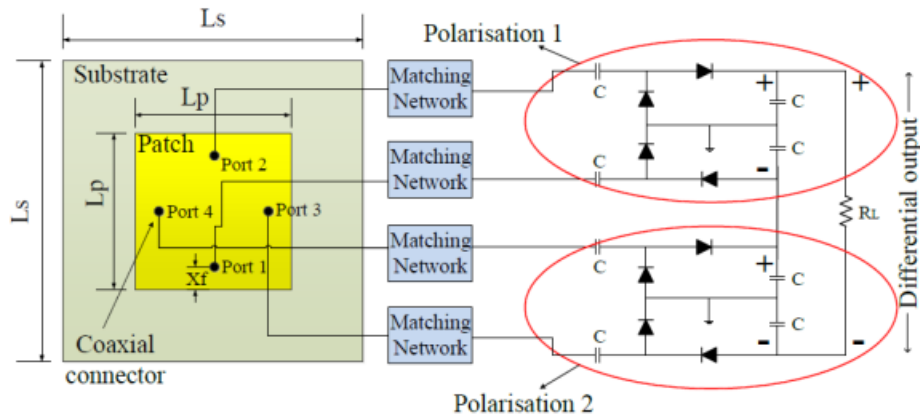 Ls
Polarisation 1
Substrate
Lp
Patch
Port 2
Port 4
Port 3
Port 1
Xf
Lp
Ls
Coaxial
connector
Matching
Network
Matching
Network
Matching
Network
Matching
Network
C
C
C
C
+
C
C
-
+
C
C
-
+
RL
-
Differential output
Polarisation 2